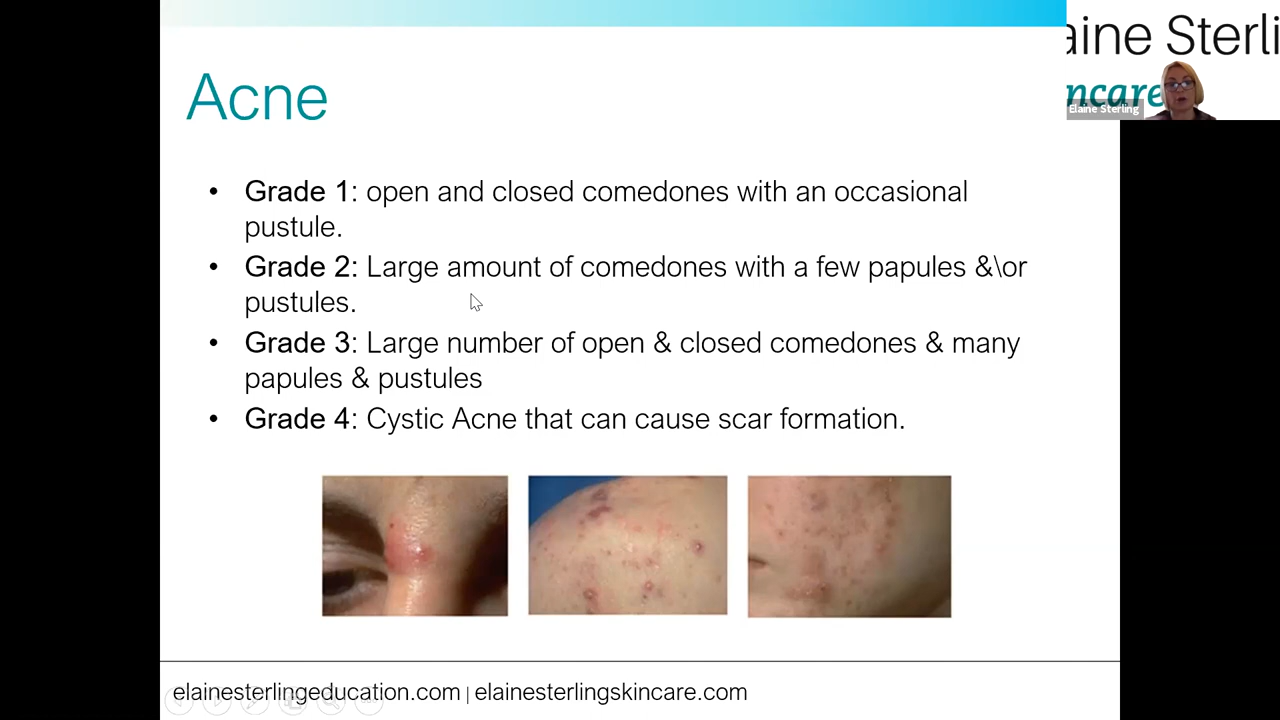 aine Sterli
ncare
Elaine Sterling
Acne
• Grade 1: open and closed comedones with an occasional
pustule.
• Grade 2: Large amount of comedones with a few papules &\or
pustules.
• Grade 3: Large number of open & closed comedones & many
papules & pustules
• Grade 4: Cystic Acne that can cause scar formation.
elainesterlingeducation.com | elainesterlingskincare.com